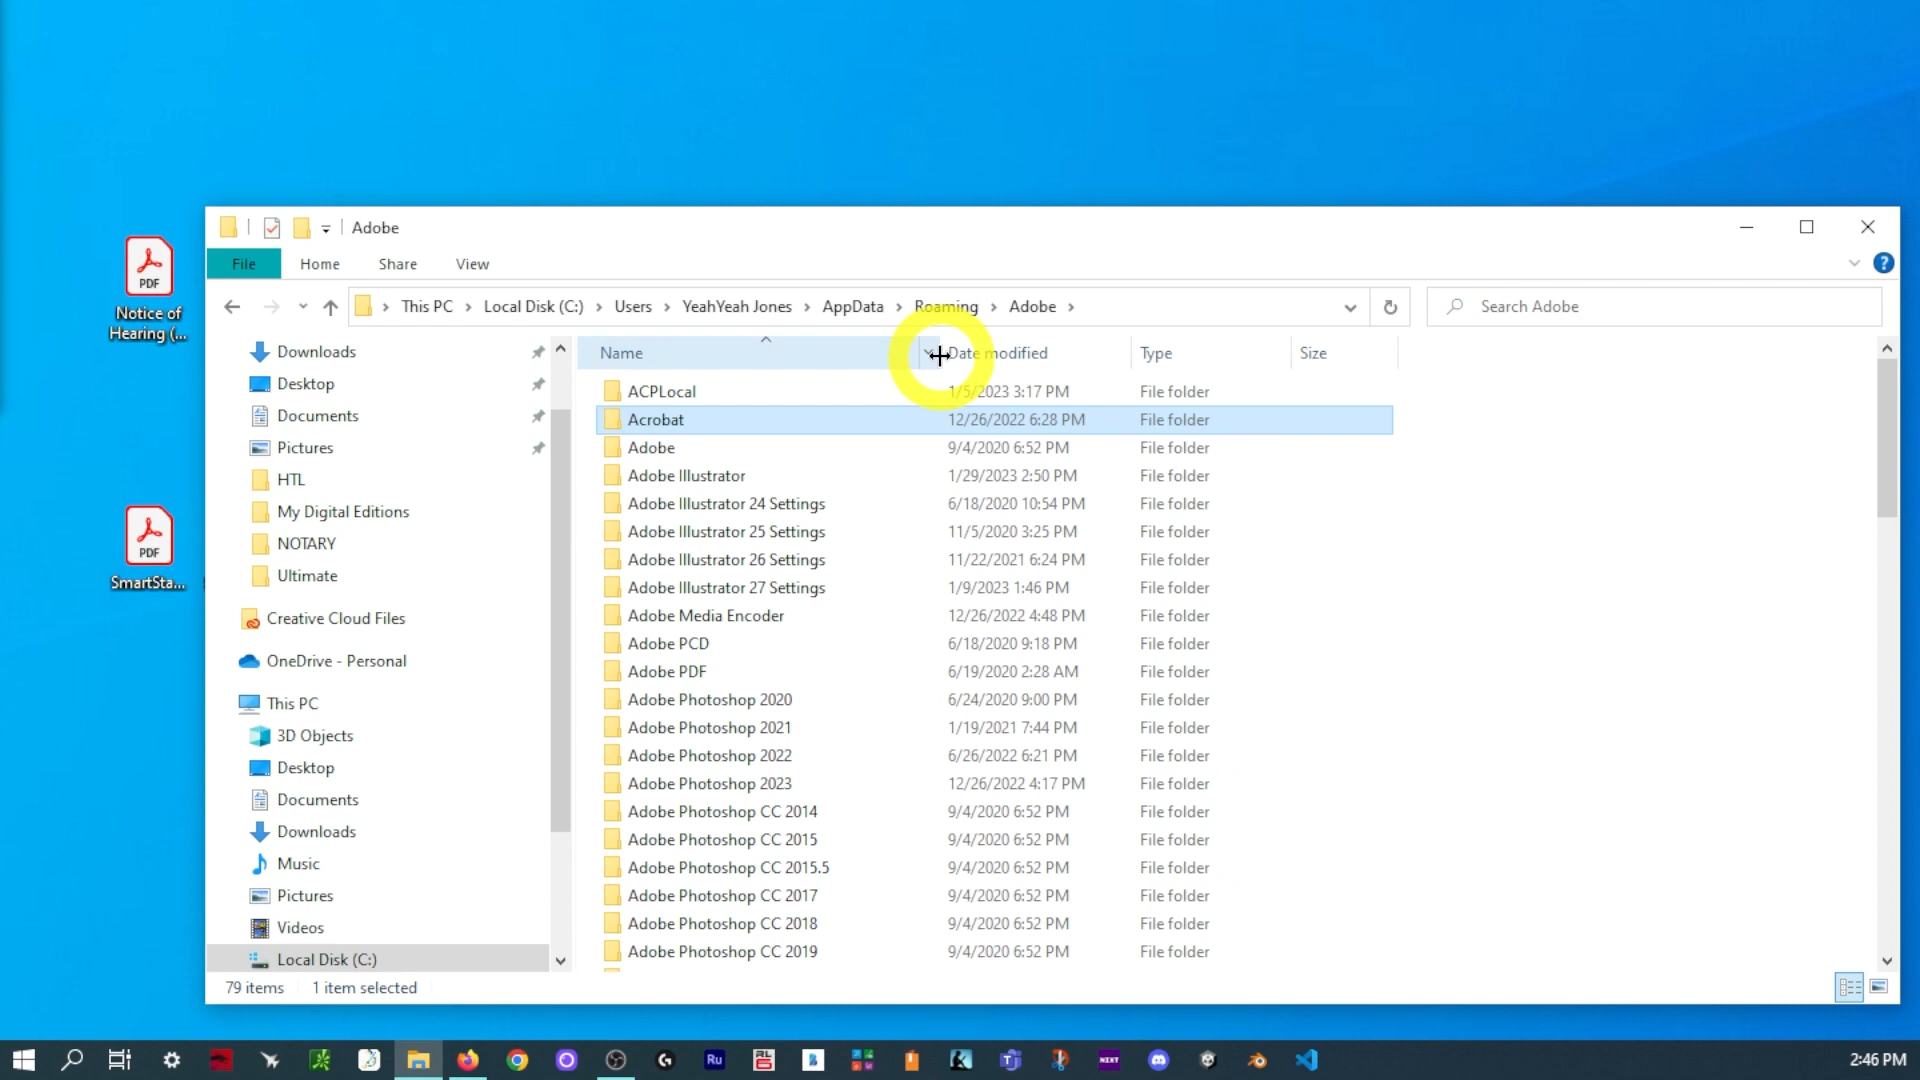 Adobe
File Home Share View
This PC Local Disk (C:) Users YeahYeah Jones AppData Roaming Adobe
Search Adobe
PDF
Notice of
Hearing (...
PDF
SmartSta...
Downloads
Desktop
Documents
Pictures
HTL
My Digital Editions
NOTARY
Ultimate
Creative Cloud Files
OneDrive - Personal
This PC
3D Objects
Desktop
Documents
Downloads
Music
Pictures
Videos
Local Disk (C:)
Name Date modified Type Size
ACPLocal 1/5/2023 3:17 PM File folder
Acrobat 12/26/2022 6:28 PM File folder
Adobe 9/4/2020 6:52 PM File folder
Adobe Illustrator 1/29/2023 2:50 PM File folder
Adobe Illustrator 24 Settings 6/18/2020 10:54 PM File folder
Adobe Illustrator 25 Settings 11/5/2020 3:25 PM File folder
Adobe Illustrator 26 Settings 11/22/2021 6:24 PM File folder
Adobe Illustrator 27 Settings 1/9/2023 1:46 PM File folder
Adobe Media Encoder 12/26/2022 4:48 PM File folder
Adobe PCD 6/18/2020 9:18 PM File folder
Adobe PDF 6/19/2020 2:28 AM File folder
Adobe Photoshop 2020 6/24/2020 9:00 PM File folder
Adobe Photoshop 2021 1/19/2021 7:44 PM File folder
Adobe Photoshop 2022 6/26/2022 6:21 PM File folder
Adobe Photoshop 2023 12/26/2022 4:17 PM File folder
Adobe Photoshop CC 2014 9/4/2020 6:52 PM File folder
Adobe Photoshop CC 2015 9/4/2020 6:52 PM File folder
Adobe Photoshop CC 2015.5 9/4/2020 6:52 PM File folder
Adobe Photoshop CC 2017 9/4/2020 6:52 PM File folder
Adobe Photoshop CC 2018 9/4/2020 6:52 PM File folder
Adobe Photoshop CC 2019 9/4/2020 6:52 PM File folder
79 items 1 item selected
Ru
NIXT
2:46 PM